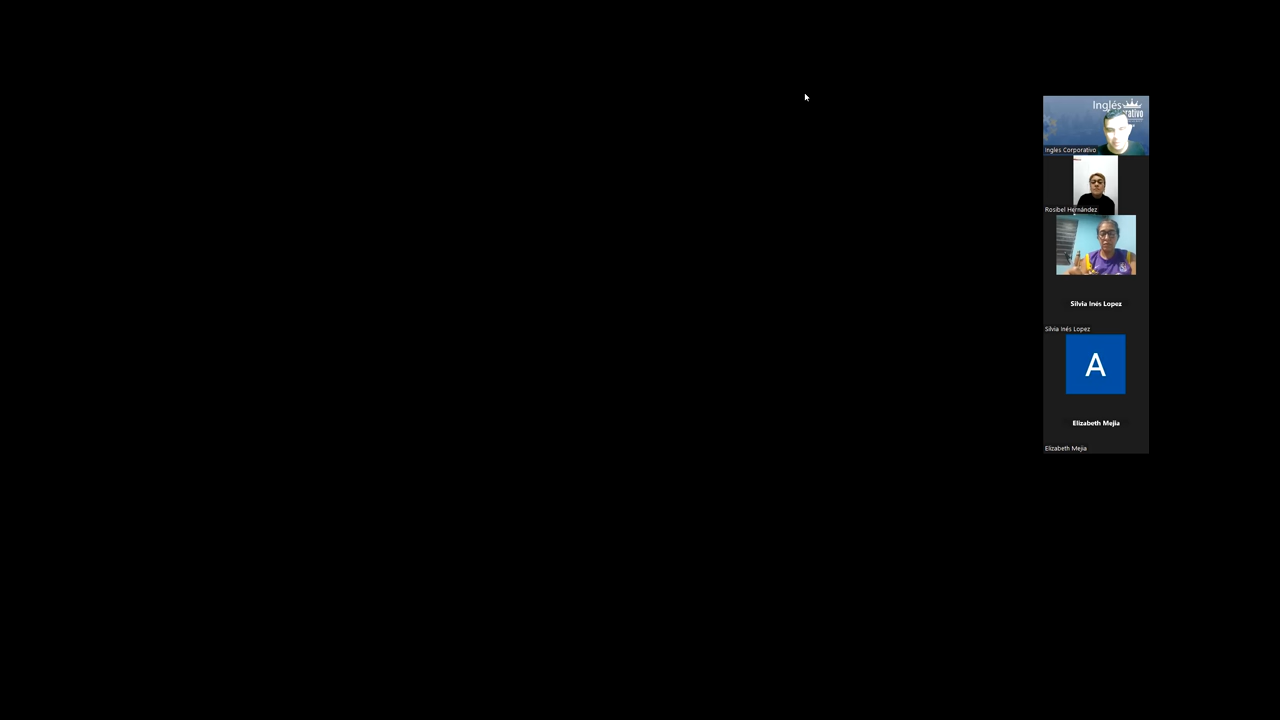 Inglés
Ingles Corporativo
Rosibel Hernández
Silvia Inés Lopez
Silvia Inés Lopez
A
Elizabeth Mejia
Elizabeth Mejia